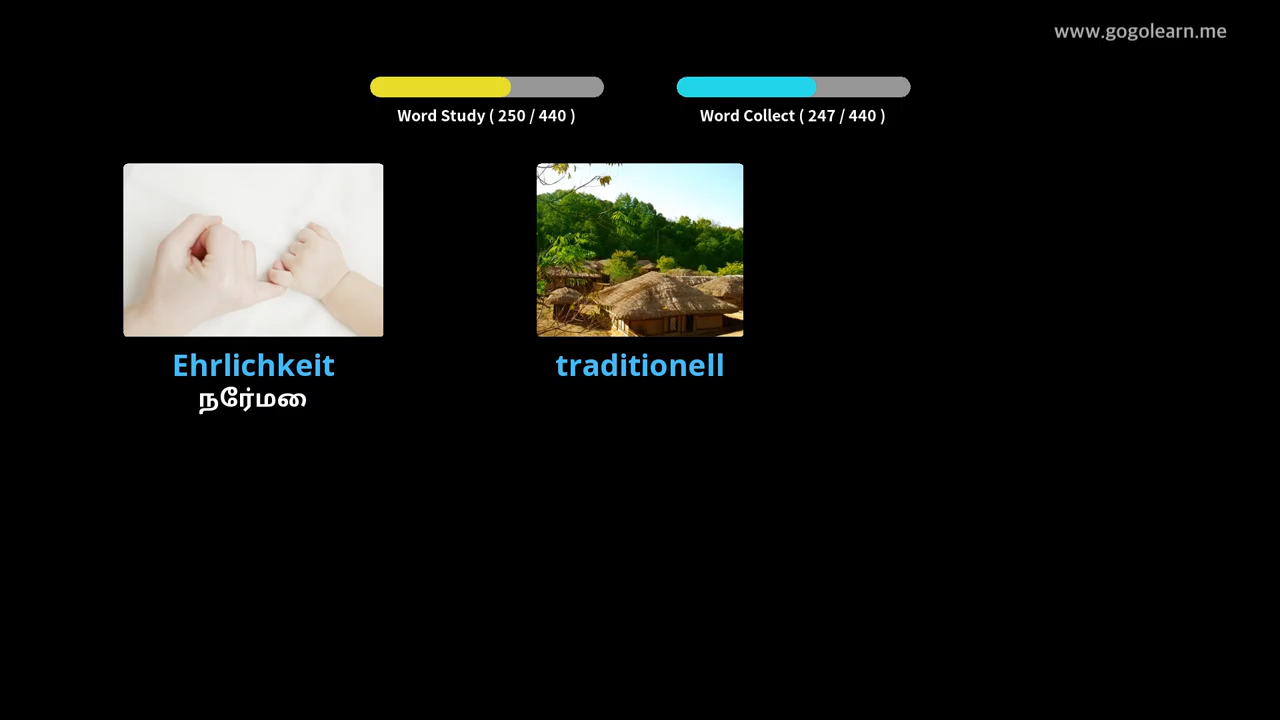 www.gogolearn.me
Word Study ( 250 / 440 )
Word Collect ( 247 / 440 )
Ehrlichkeit
நேர்மை
traditionell